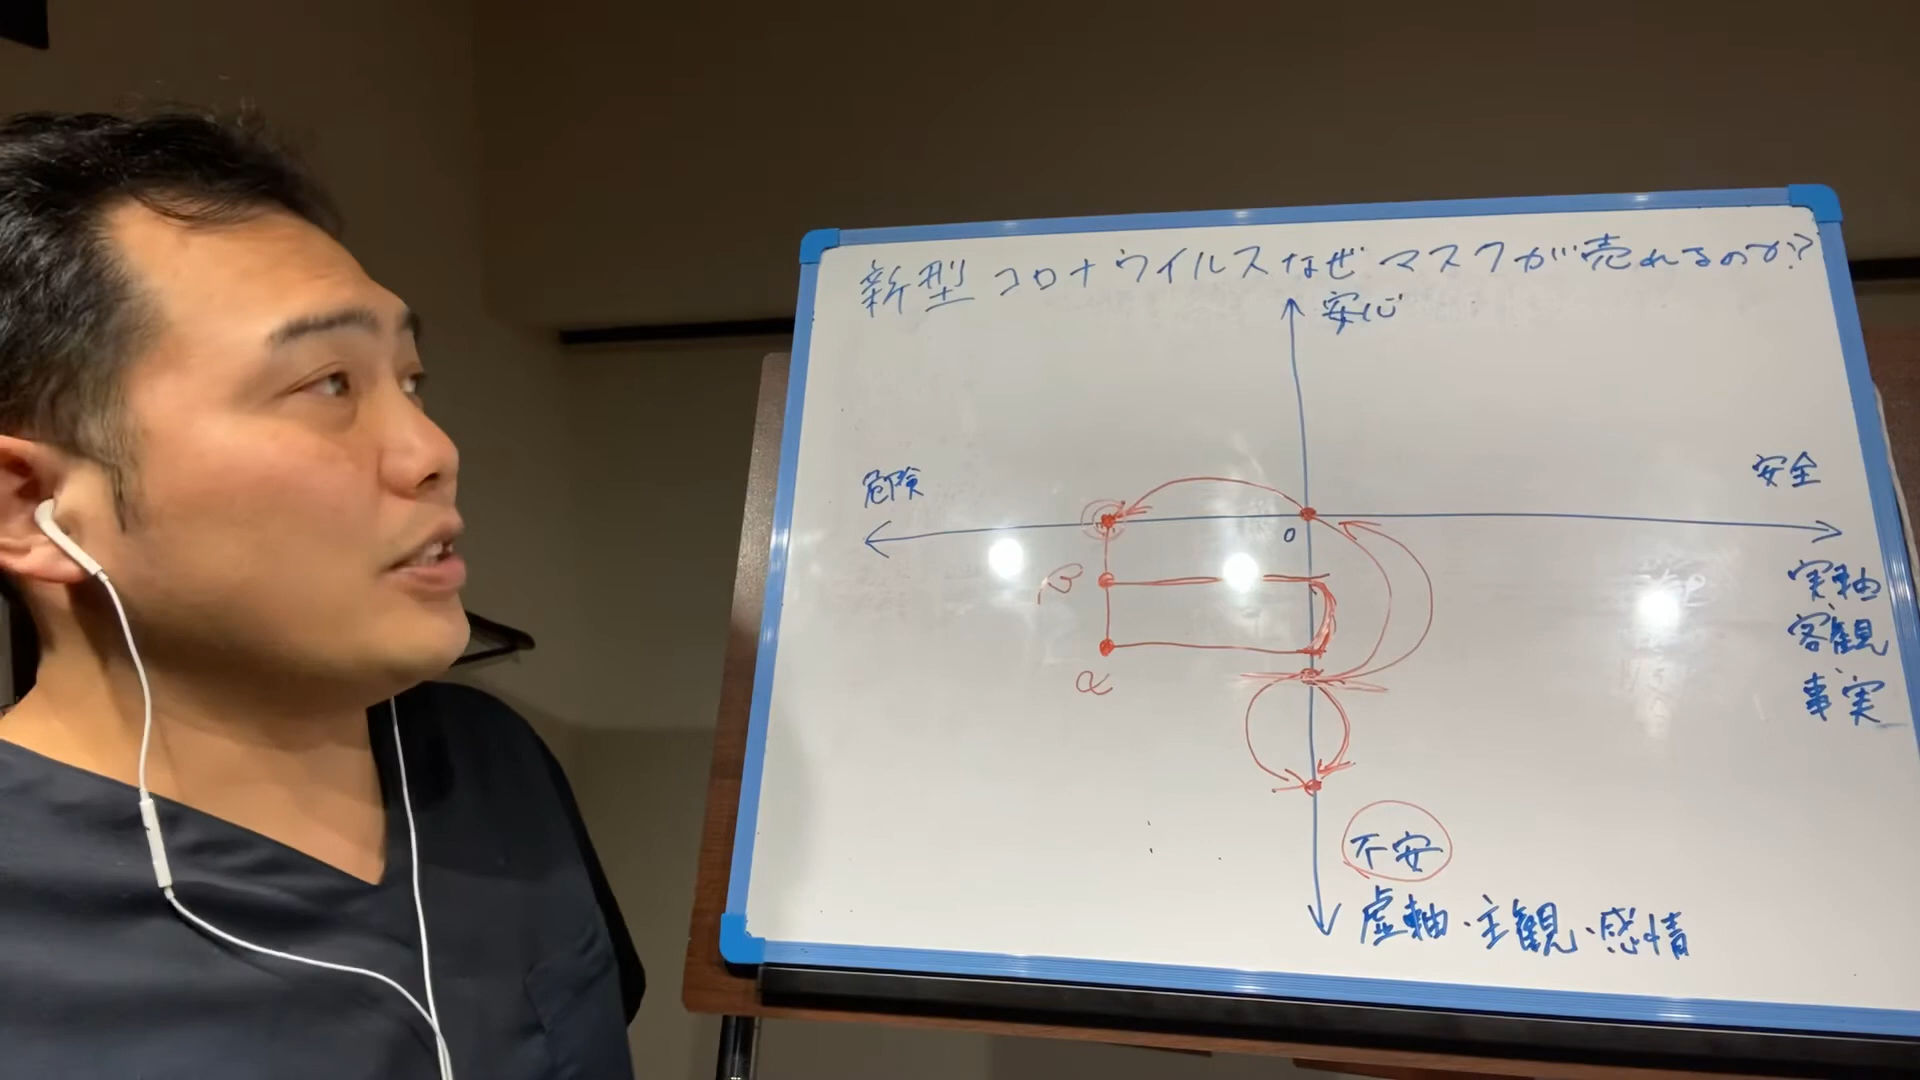 新型コロナウイルスなぜマスクが売れるのか?
安心
危険
安全
0
β
α
実軸
客観
事実
不安
虚軸・主観・感情